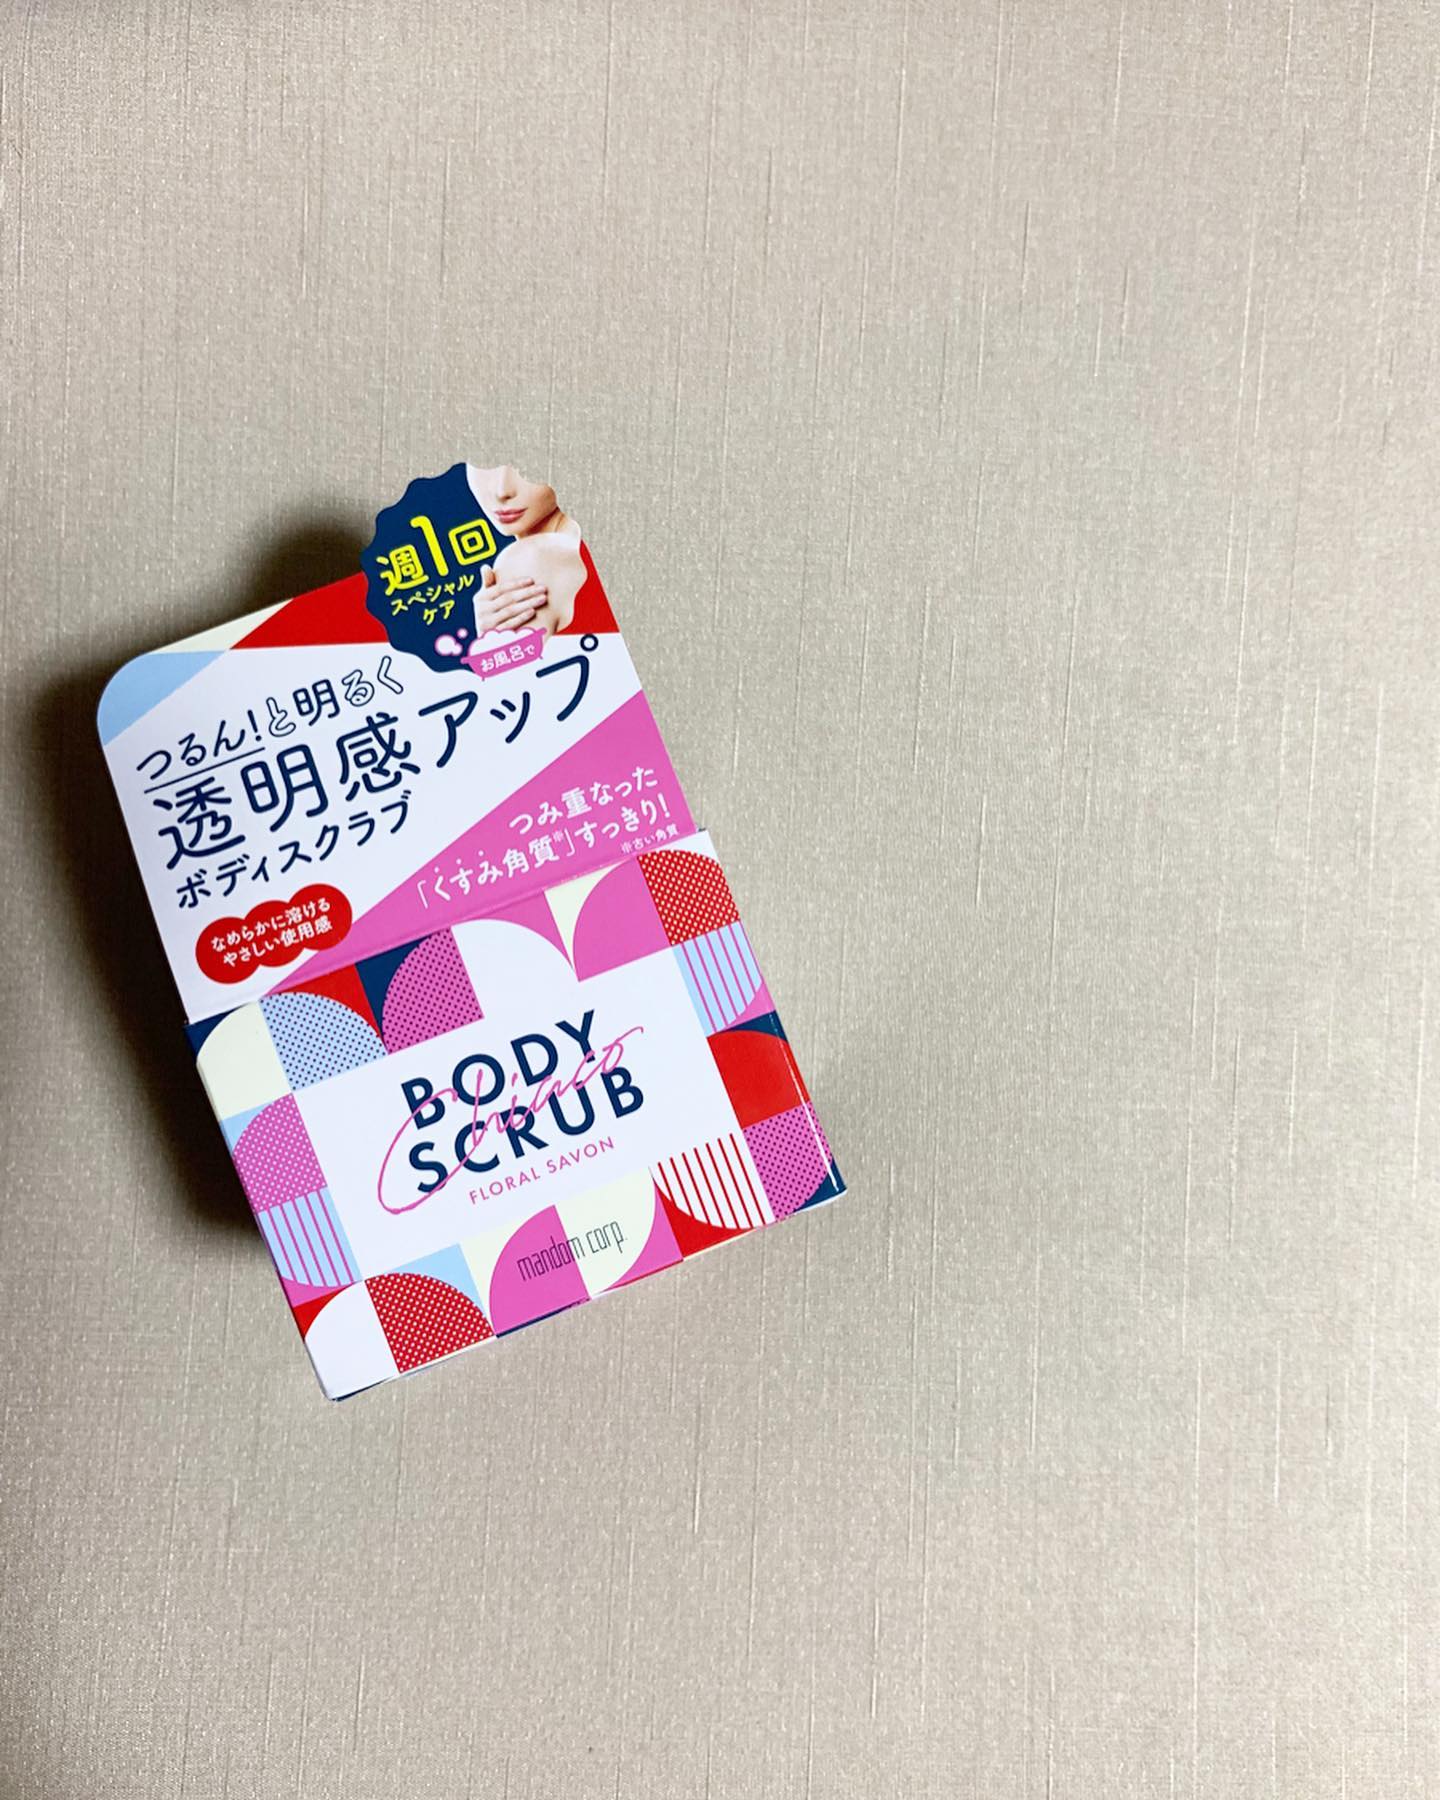 週1回
スペシャル
ケア
お風呂で
つるん!と明るく
透明感アップ
ボディスクラブ
つみ重なった
「くすみ角質※」すっきり!
※古い角質
なめらかに溶ける
やさしい使用感
BODY
Chiaco
SCRUB
FLORAL SAVON
mandom corp.